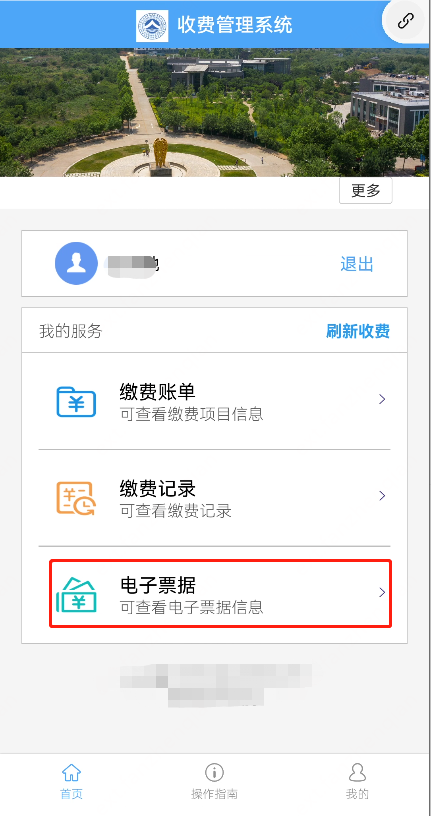 收费管理系统
更多
退出
我的服务 刷新收费
缴费账单
可查看缴费项目信息
缴费记录
可查看缴费记录
电子票据
可查看电子票据信息
首页 操作指南 我的